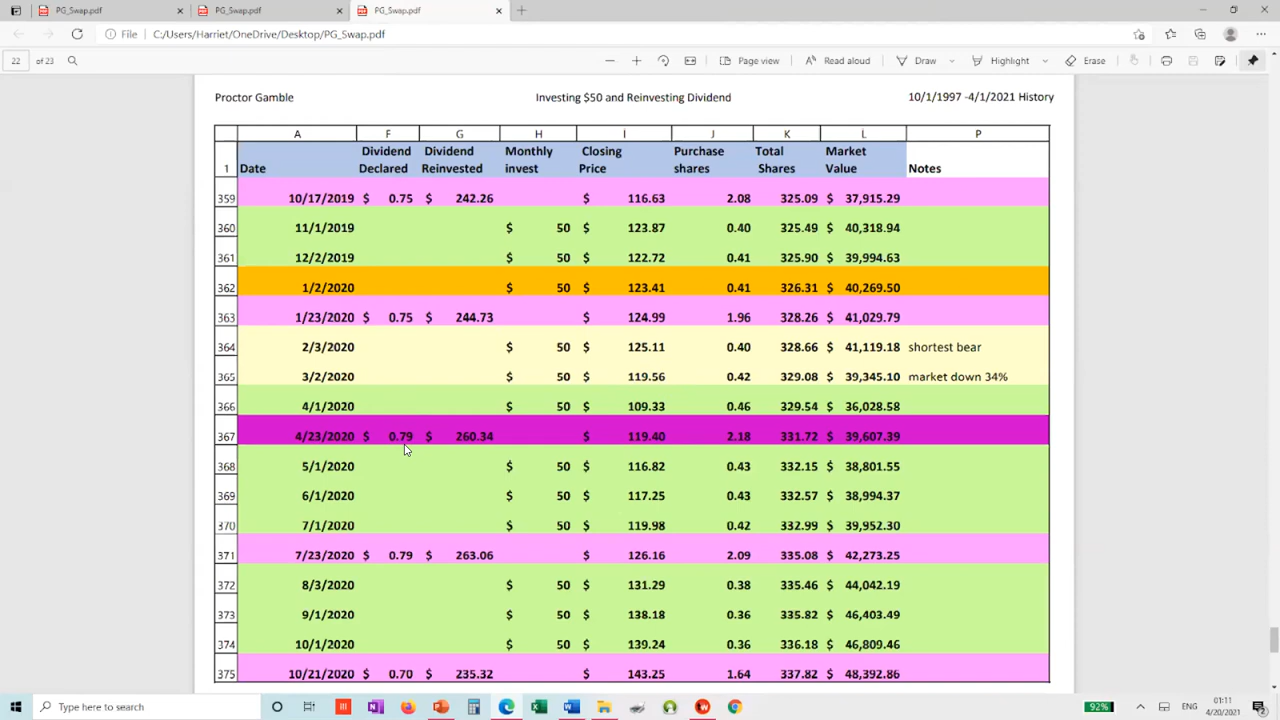 PG_Swap.pdf × PG_Swap.pdf × PG_Swap.pdf × +
File C:/Users/Harriet/OneDrive/Desktop/PG_Swap.pdf
22 of 23 Page view Read aloud Draw Highlight Erase
Proctor Gamble Investing $50 and Reinvesting Dividend 10/1/1997 -4/1/2021 History
A F G H I J K L P
Dividend Dividend Monthly Closing Purchase Total Market
1 Date Declared Reinvested invest Price shares Shares Value Notes
359 10/17/2019 $ 0.75 $ 242.26 $ 116.63 2.08 325.09 $ 37,915.29
360 11/1/2019 $ 50 $ 123.87 0.40 325.49 $ 40,318.94
361 12/2/2019 $ 50 $ 122.72 0.41 325.90 $ 39,994.63
362 1/2/2020 $ 50 $ 123.41 0.41 326.31 $ 40,269.50
363 1/23/2020 $ 0.75 $ 244.73 $ 124.99 1.96 328.26 $ 41,029.79
364 2/3/2020 $ 50 $ 125.11 0.40 328.66 $ 41,119.18 shortest bear
365 3/2/2020 $ 50 $ 119.56 0.42 329.08 $ 39,345.10 market down 34%
366 4/1/2020 $ 50 $ 109.33 0.46 329.54 $ 36,028.58
367 4/23/2020 $ 0.79 $ 260.34 $ 119.40 2.18 331.72 $ 39,607.39
368 5/1/2020 $ 50 $ 116.82 0.43 332.15 $ 38,801.55
369 6/1/2020 $ 50 $ 117.25 0.43 332.57 $ 38,994.37
370 7/1/2020 $ 50 $ 119.98 0.42 332.99 $ 39,952.30
371 7/23/2020 $ 0.79 $ 263.06 $ 126.16 2.09 335.08 $ 42,273.25
372 8/3/2020 $ 50 $ 131.29 0.38 335.46 $ 44,042.19
373 9/1/2020 $ 50 $ 138.18 0.36 335.82 $ 46,403.49
374 10/1/2020 $ 50 $ 139.24 0.36 336.18 $ 46,809.46
375 10/21/2020 $ 0.70 $ 235.32 $ 143.25 1.64 337.82 $ 48,392.86
Type here to search 92% ENG 01:11
4/20/2021